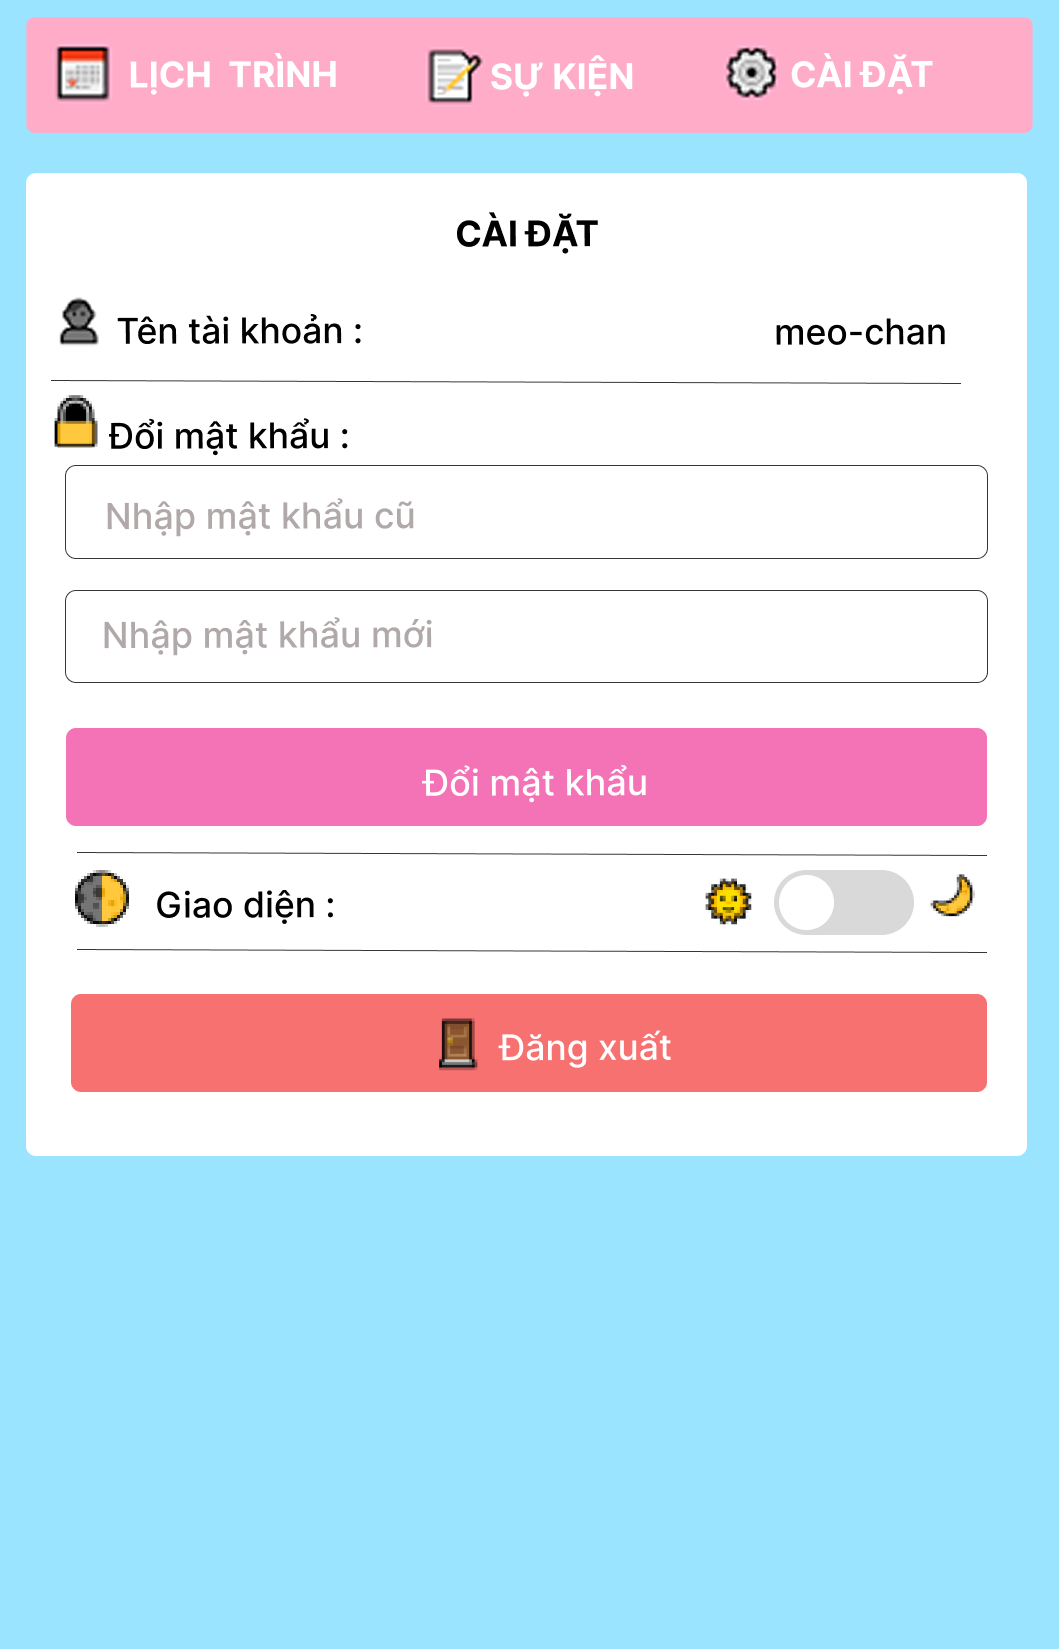 LỊCH TRÌNH SỰ KIỆN CÀI ĐẶT
CÀI ĐẶT
Tên tài khoản : meo-chan
Đổi mật khẩu :
Nhập mật khẩu cũ
Nhập mật khẩu mới
Đổi mật khẩu
Giao diện :
Đăng xuất